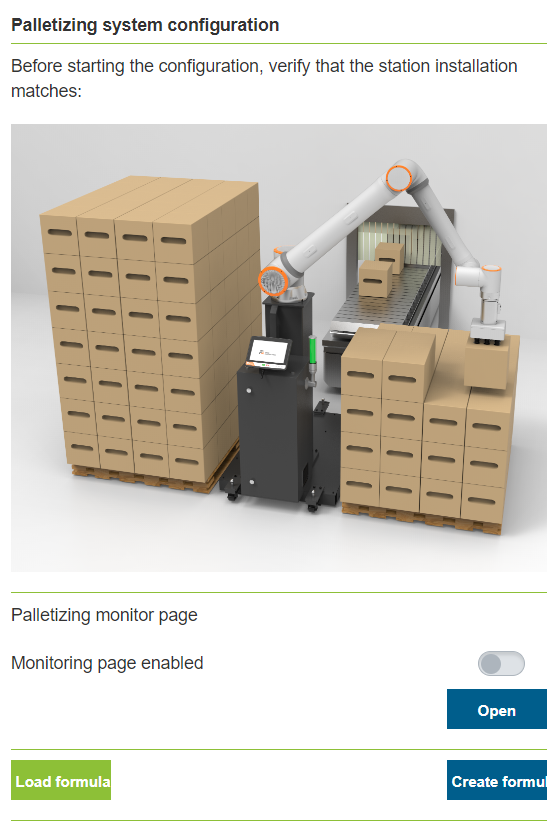 Palletizing system configuration
Before starting the configuration, verify that the station installation
matches:
Palletizing monitor page
Monitoring page enabled
Open
Load formula
Create formul